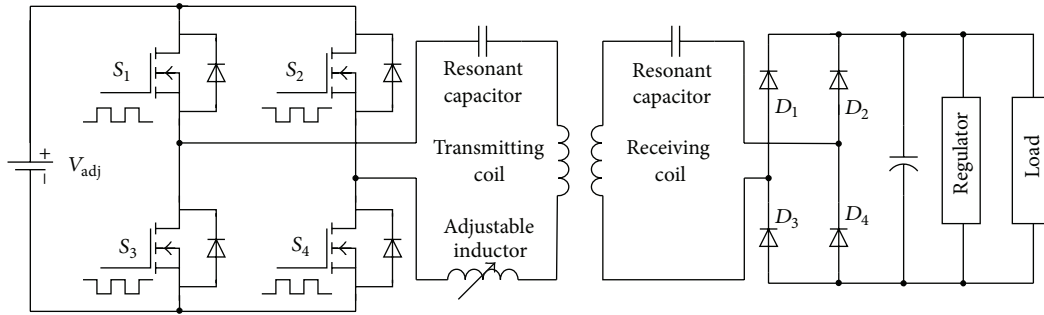 S1
S2
Vadj
+
−
S3
S4
Resonant
capacitor
Transmitting
coil
Adjustable
inductor
Resonant
capacitor
Receiving
coil
D1
D2
D3
D4
Regulator
Load